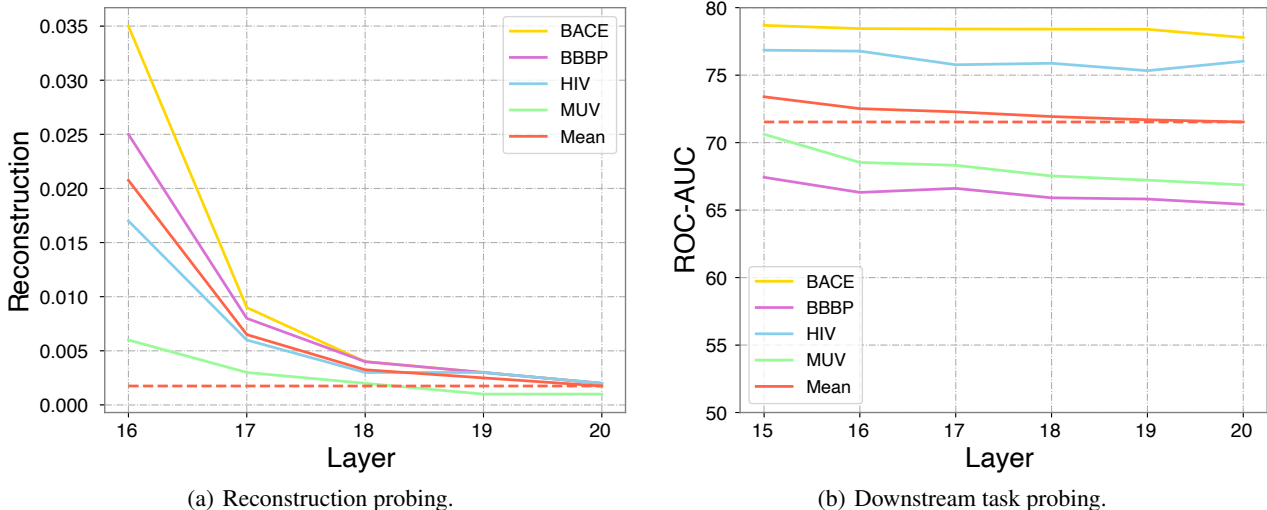 0.035
0.030
0.025
0.020
0.015
0.010
0.005
0.000
Reconstruction
16 17 18 19 20
Layer
BACE
BBBP
HIV
MUV
Mean
(a) Reconstruction probing.
80
75
70
65
60
55
50
ROC-AUC
15 16 17 18 19 20
Layer
BACE
BBBP
HIV
MUV
Mean
(b) Downstream task probing.